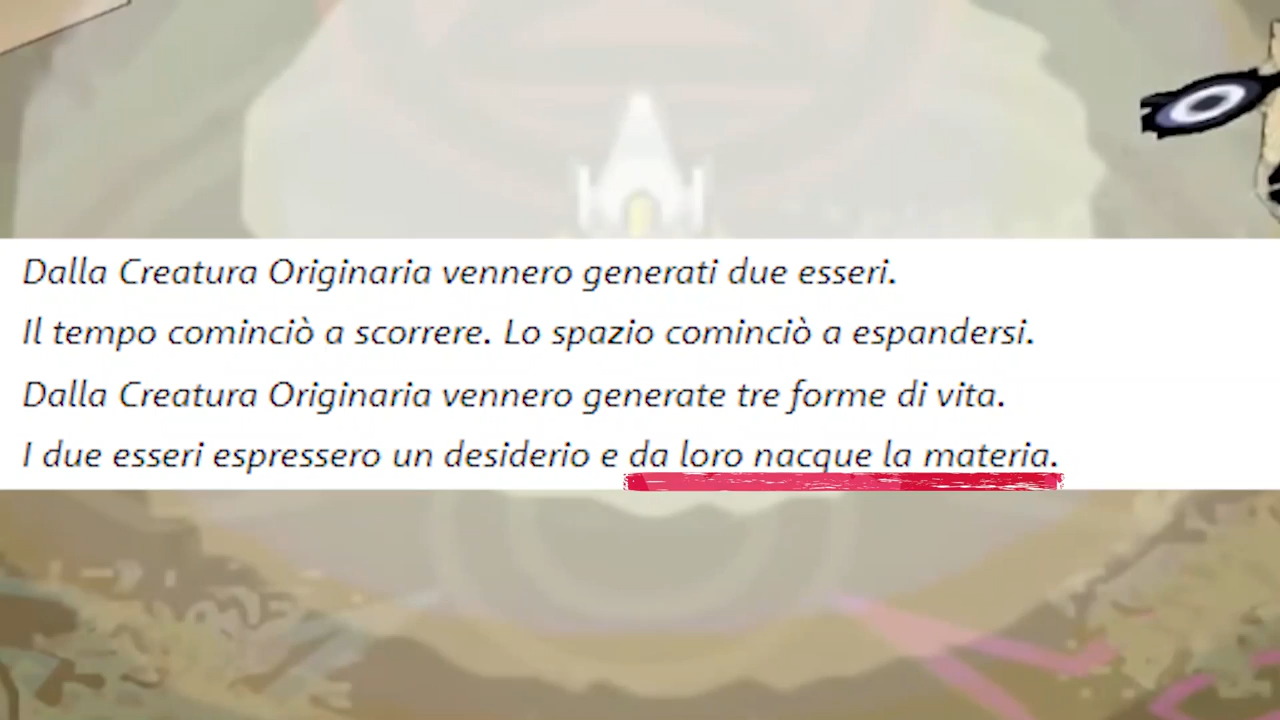 Dalla Creatura Originaria vennero generati due esseri.
Il tempo cominciò a scorrere. Lo spazio cominciò a espandersi.
Dalla Creatura Originaria vennero generate tre forme di vita.
I due esseri espressero un desiderio e da loro nacque la materia.